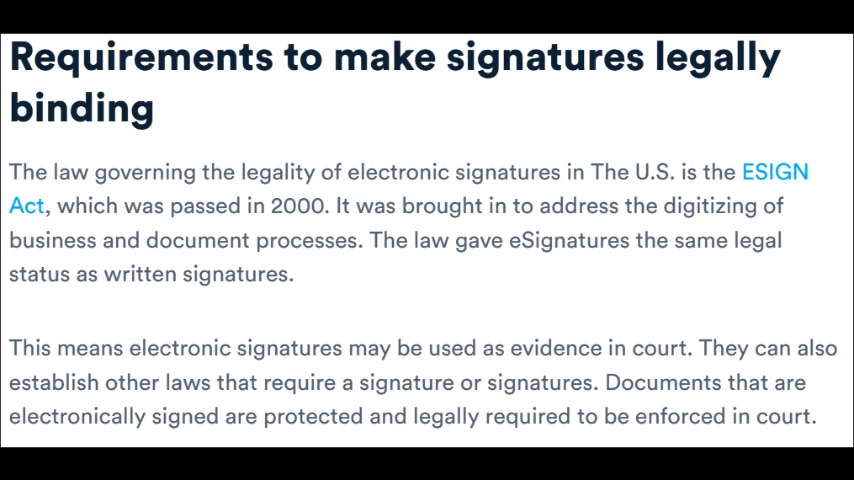 Requirements to make signatures legally
binding
The law governing the legality of electronic signatures in The U.S. is the ESIGN
Act, which was passed in 2000. It was brought in to address the digitizing of
business and document processes. The law gave eSignatures the same legal
status as written signatures.
This means electronic signatures may be used as evidence in court. They can also
establish other laws that require a signature or signatures. Documents that are
electronically signed are protected and legally required to be enforced in court.